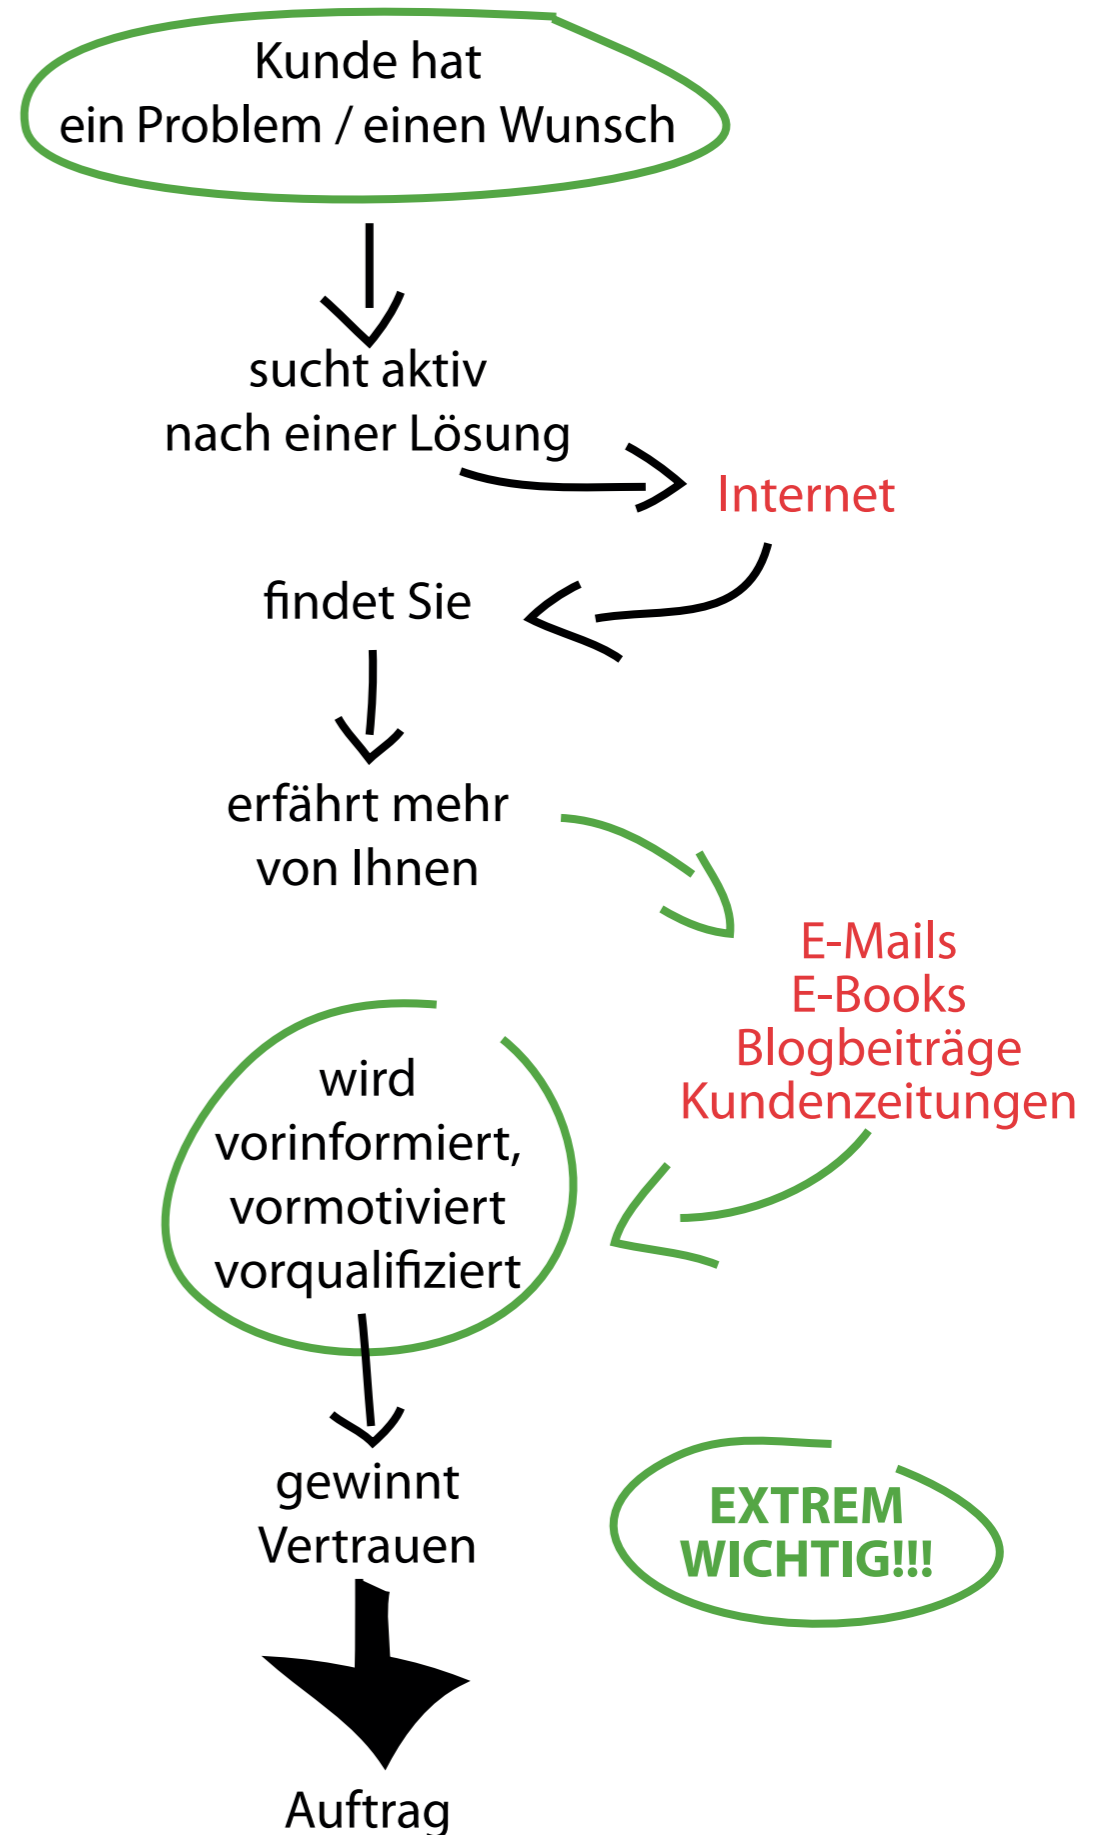 Kunde hat
ein Problem / einen Wunsch
sucht aktiv
nach einer Lösung
Internet
findet Sie
erfährt mehr
von Ihnen
E-Mails
E-Books
Blogbeiträge
Kundenzeitungen
wird
vorinformiert,
vormotiviert
vorqualifiziert
gewinnt
Vertrauen
EXTREM
WICHTIG!!!
Auftrag